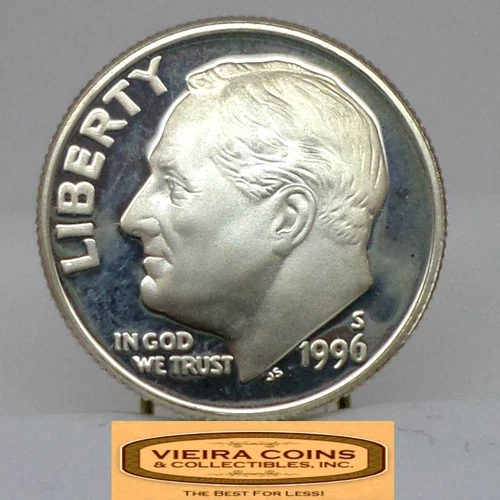 LIBERTY
IN GOD
WE TRUST
JS
S
1996
VIEIRA COINS
& COLLECTIBLES, INC.
THE BEST FOR LESS!